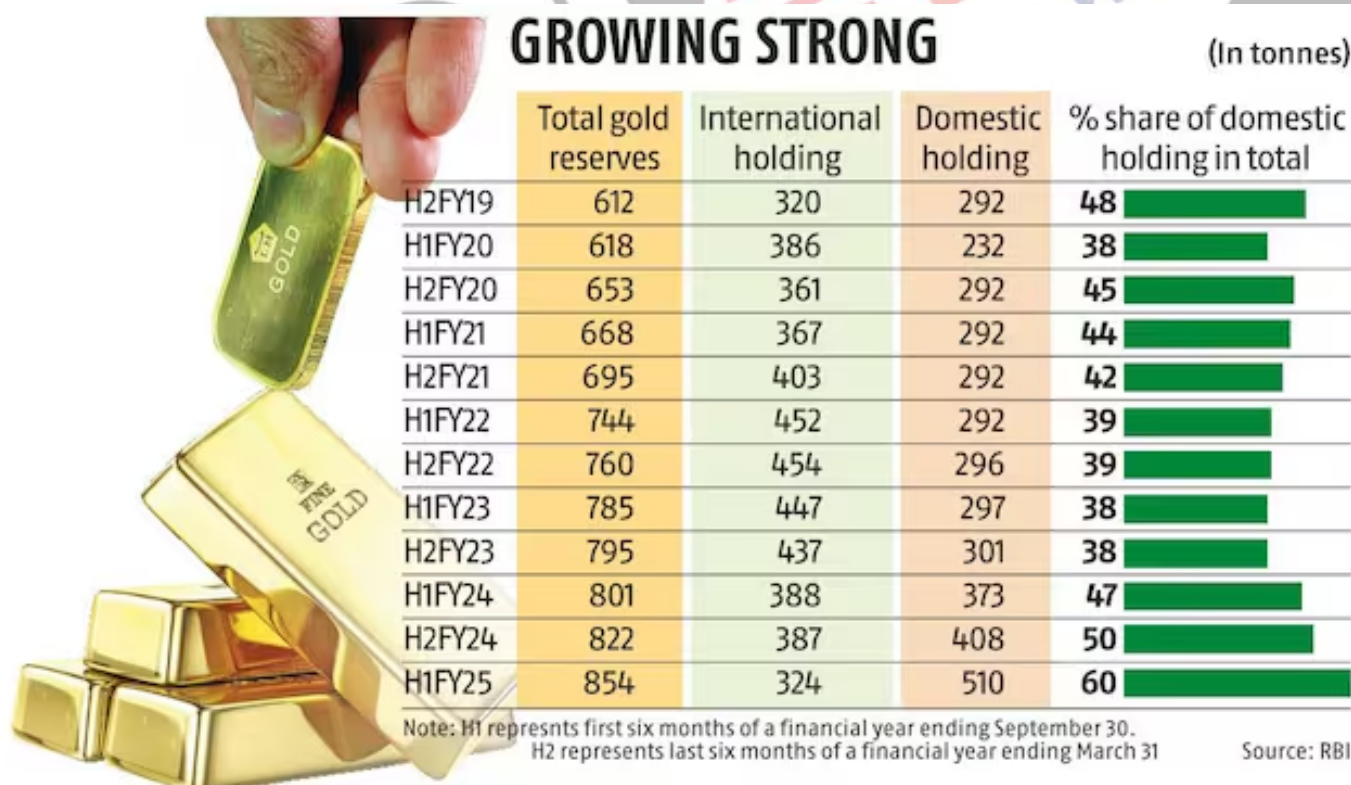 GROWING STRONG
(In tonnes)
Total gold reserves International holding Domestic holding % share of domestic holding in total
H2FY19 612 320 292 48
H1FY20 618 386 232 38
H2FY20 653 361 292 45
H1FY21 668 367 292 44
H2FY21 695 403 292 42
H1FY22 744 452 292 39
H2FY22 760 454 296 39
H1FY23 785 447 297 38
H2FY23 795 437 301 38
H1FY24 801 388 373 47
H2FY24 822 387 408 50
H1FY25 854 324 510 60
Note: H1 represnts first six months of a financial year ending September 30.
H2 represents last six months of a financial year ending March 31
Source: RBI
GOLD
FINE
GOLD